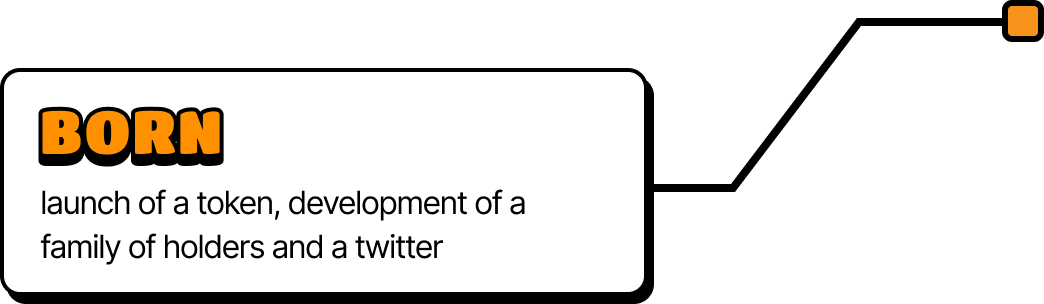 BORN
launch of a token, development of a
family of holders and a twitter